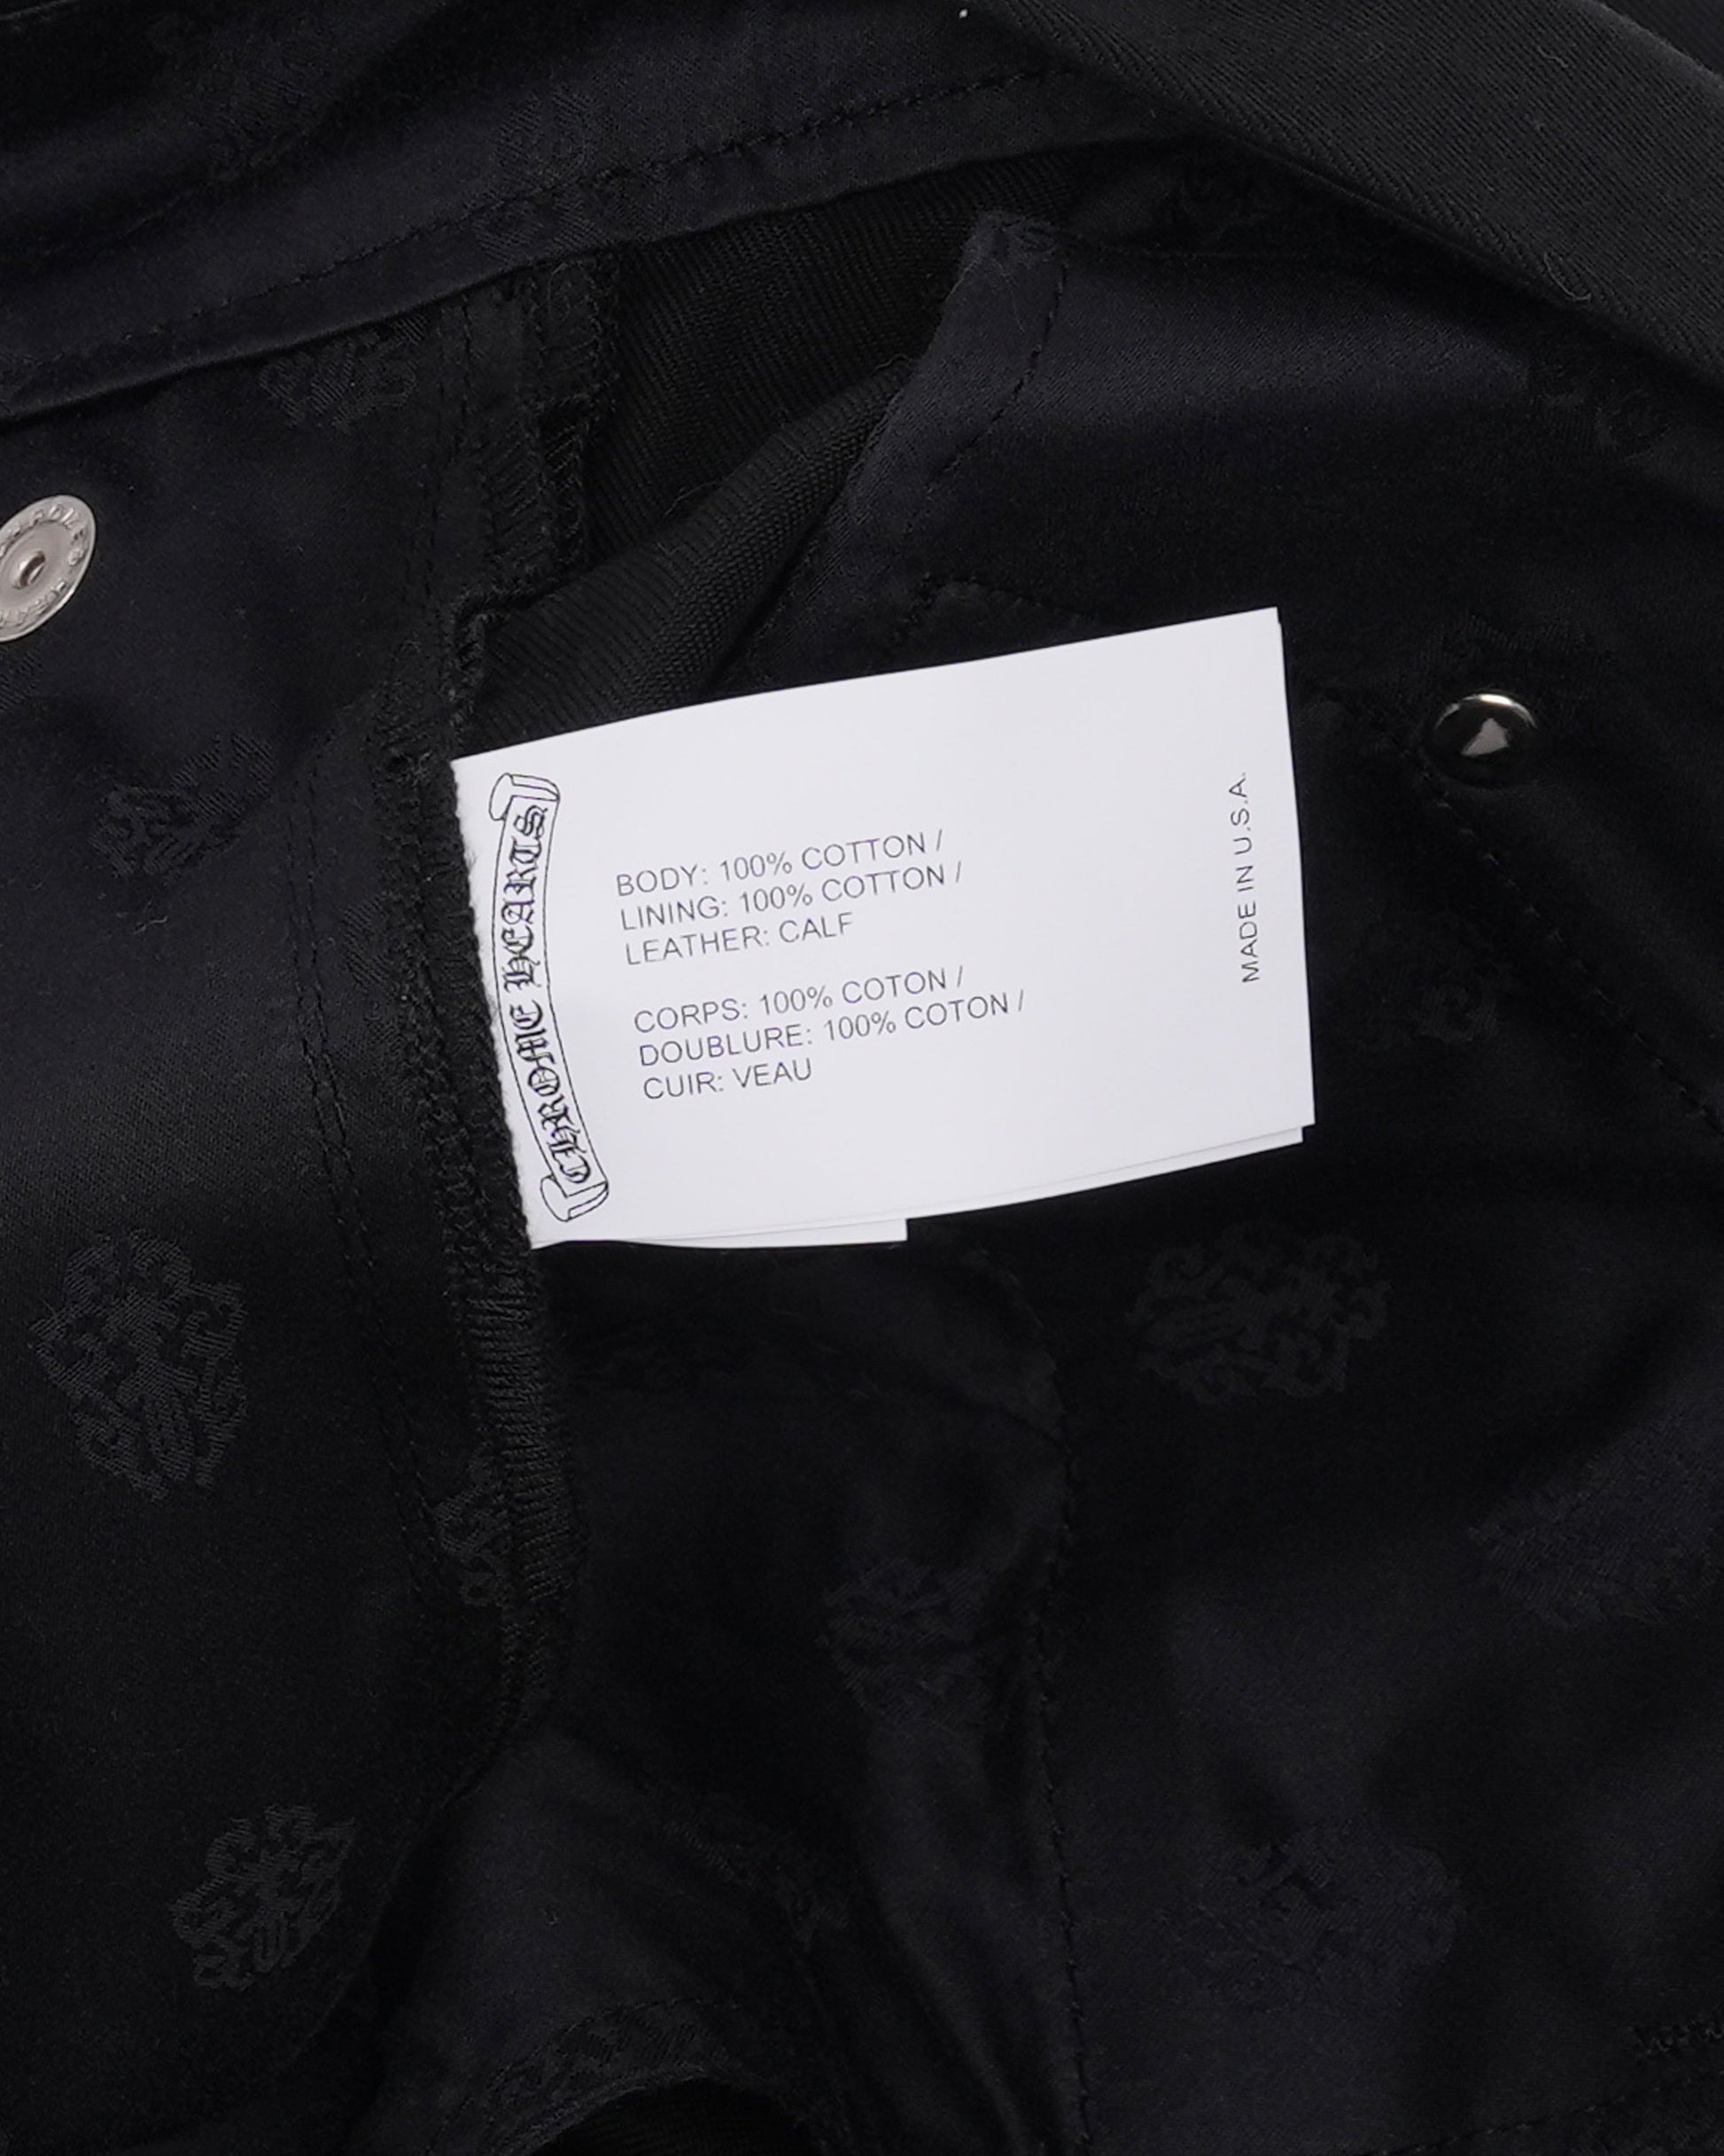 CHROME HEARTS
BODY: 100% COTTON /
LINING: 100% COTTON /
LEATHER: CALF
CORPS: 100% COTON /
DOUBLURE: 100% COTON /
CUIR: VEAU
MADE IN U.S.A.